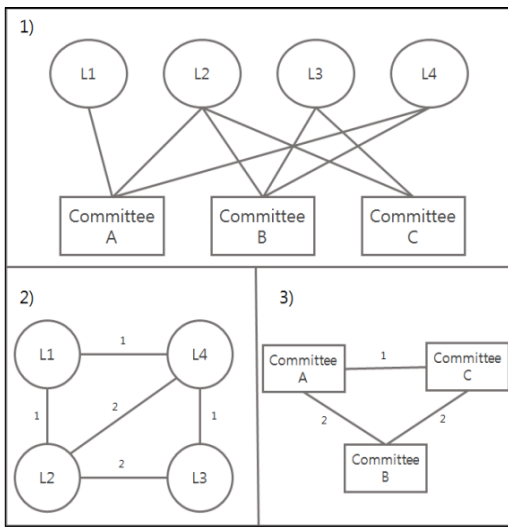 1)
L1
L2
L3
L4
Committee
A
Committee
B
Committee
C
2)
L1
1
L4
1
2
1
L2
2
L3
3)
Committee
A
1
Committee
C
2
2
Committee
B